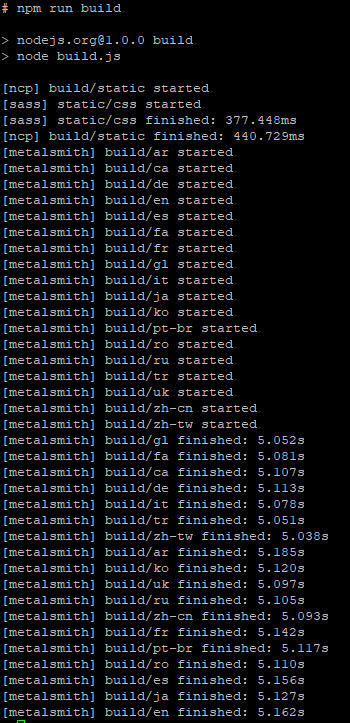 # npm run build
> nodejs.org@1.0.0 build
> node build.js
[ncp] build/static started
[sass] static/css started
[sass] static/css finished: 377.448ms
[ncp] build/static finished: 440.729ms
[metalsmith] build/ar started
[metalsmith] build/ca started
[metalsmith] build/de started
[metalsmith] build/en started
[metalsmith] build/es started
[metalsmith] build/fa started
[metalsmith] build/fr started
[metalsmith] build/gl started
[metalsmith] build/it started
[metalsmith] build/ja started
[metalsmith] build/ko started
[metalsmith] build/pt-br started
[metalsmith] build/ro started
[metalsmith] build/ru started
[metalsmith] build/tr started
[metalsmith] build/uk started
[metalsmith] build/zh-cn started
[metalsmith] build/zh-tw started
[metalsmith] build/gl finished: 5.052s
[metalsmith] build/fa finished: 5.081s
[metalsmith] build/ca finished: 5.107s
[metalsmith] build/de finished: 5.113s
[metalsmith] build/it finished: 5.078s
[metalsmith] build/tr finished: 5.051s
[metalsmith] build/zh-tw finished: 5.038s
[metalsmith] build/ar finished: 5.185s
[metalsmith] build/ko finished: 5.120s
[metalsmith] build/uk finished: 5.097s
[metalsmith] build/ru finished: 5.105s
[metalsmith] build/zh-cn finished: 5.093s
[metalsmith] build/fr finished: 5.142s
[metalsmith] build/pt-br finished: 5.117s
[metalsmith] build/ro finished: 5.110s
[metalsmith] build/es finished: 5.156s
[metalsmith] build/ja finished: 5.127s
[metalsmith] build/en finished: 5.162s